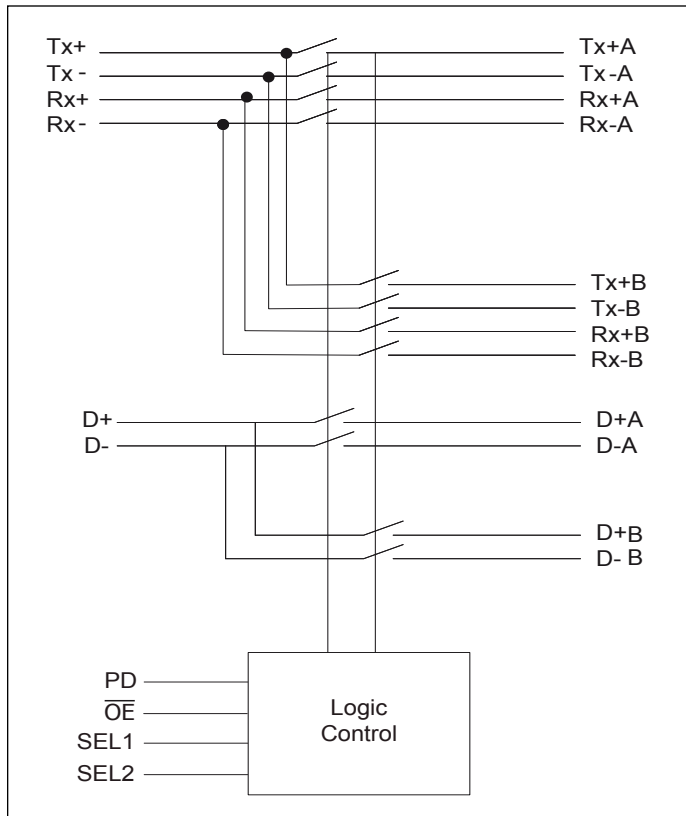 Tx+ Tx+A
Tx - Tx-A
Rx+ Rx+A
Rx- Rx-A
Tx+B
Tx-B
Rx+B
Rx-B
D+ D+A
D- D-A
D+B
D- B
PD
OE
SEL1
SEL2
Logic
Control